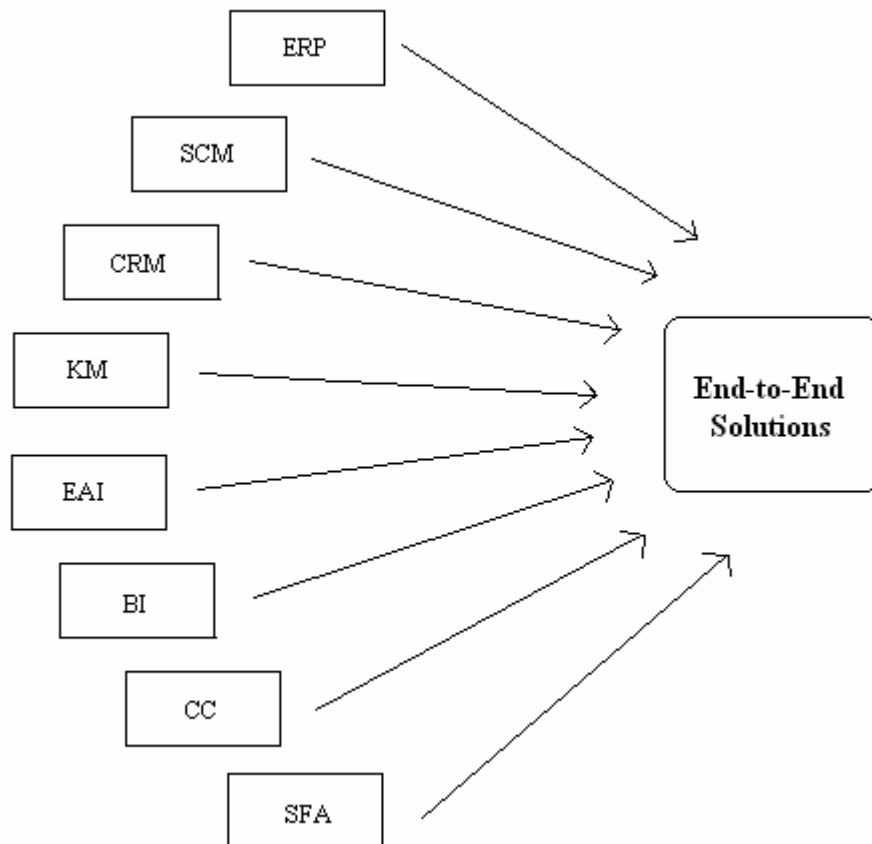 ERP
SCM
CRM
KM
EAI
BI
CC
SFA
End-to-End
Solutions